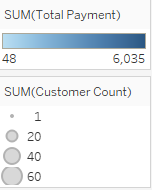 SUM(Total Payment)
48 6,035
SUM(Customer Count)
1
20
40
60